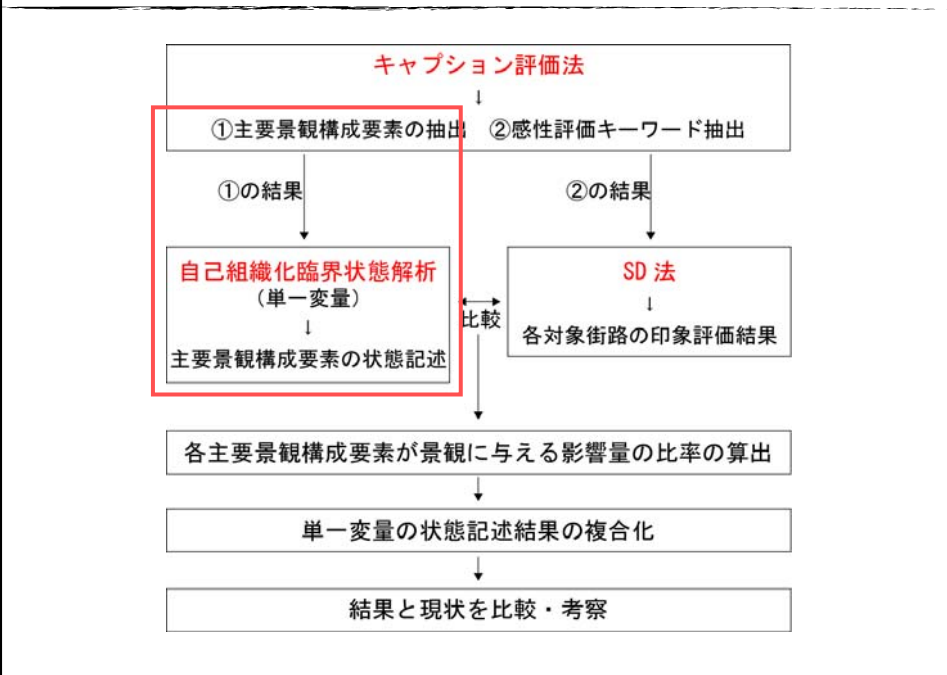 キャプション評価法
↓
①主要景観構成要素の抽出　②感性評価キーワード抽出
①の結果
②の結果
自己組織化臨界状態解析
（単一変量）
↓
主要景観構成要素の状態記述
比較
SD 法
↓
各対象街路の印象評価結果
各主要景観構成要素が景観に与える影響量の比率の算出
単一変量の状態記述結果の複合化
結果と現状を比較・考察